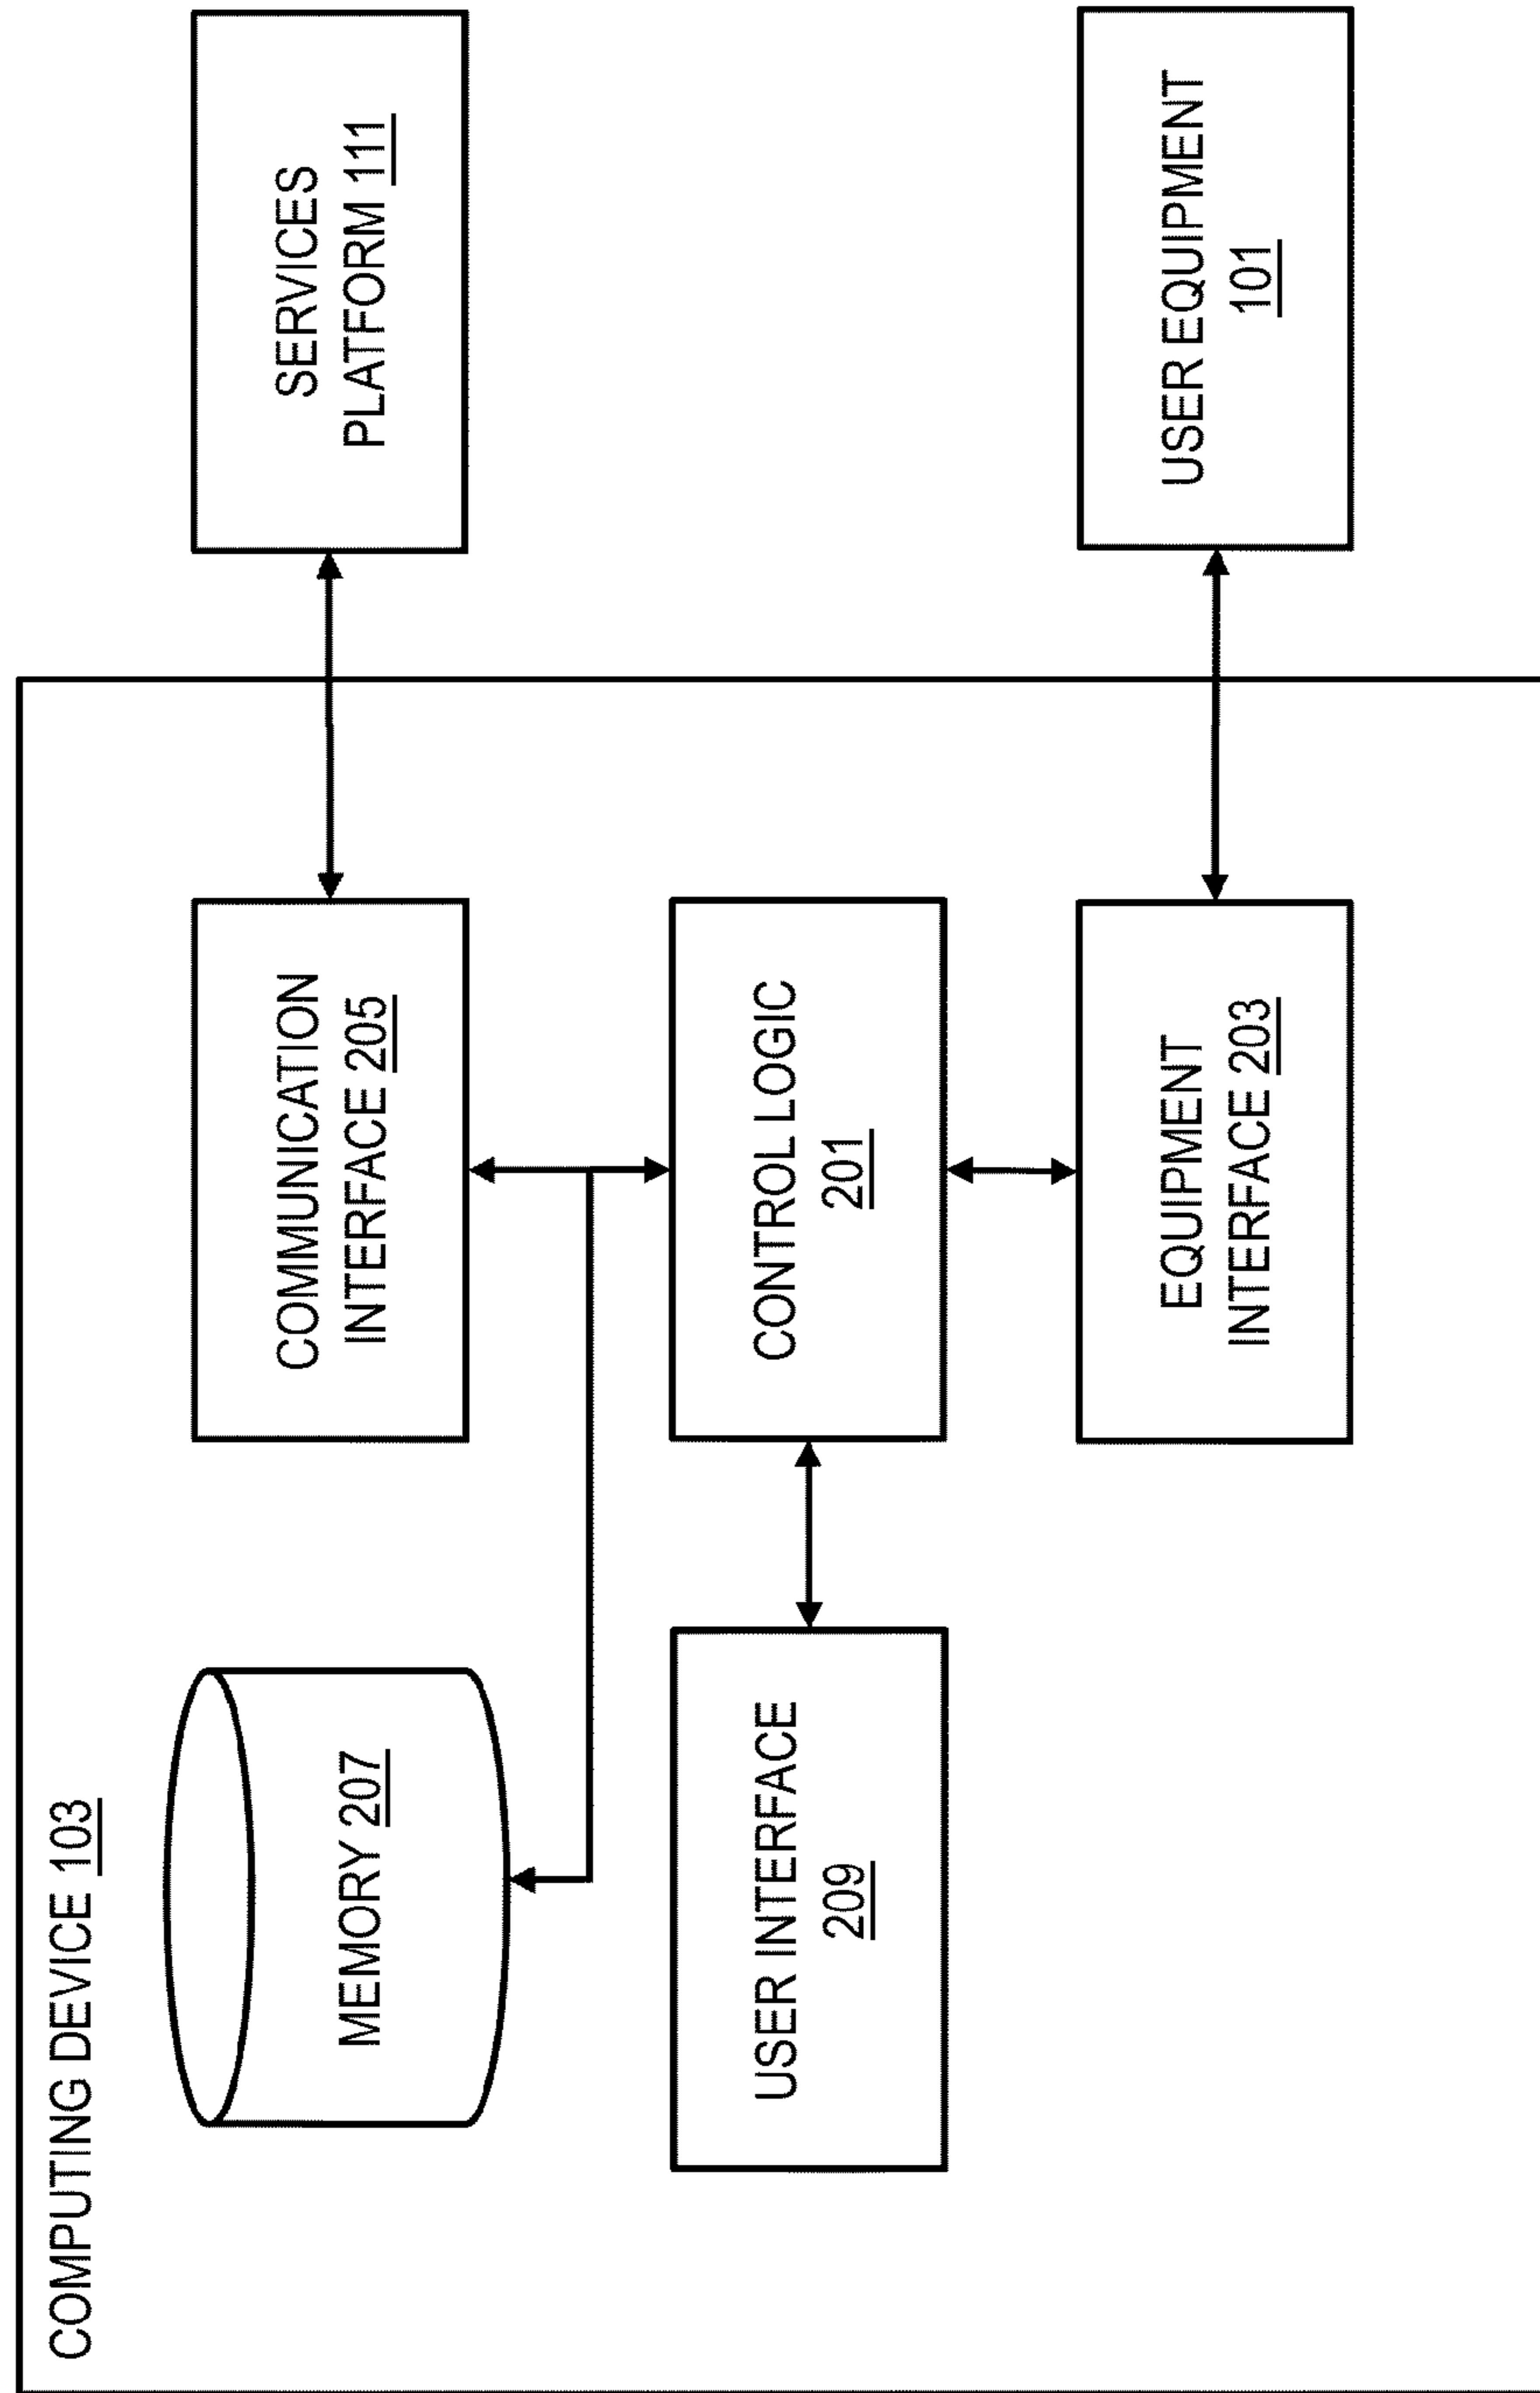 COMPUTING DEVICE 103
MEMORY 207
COMMUNICATION
INTERFACE 205
SERVICES
PLATFORM 111
USER INTERFACE
209
CONTROL LOGIC
201
EQUIPMENT
INTERFACE 203
USER EQUIPMENT
101